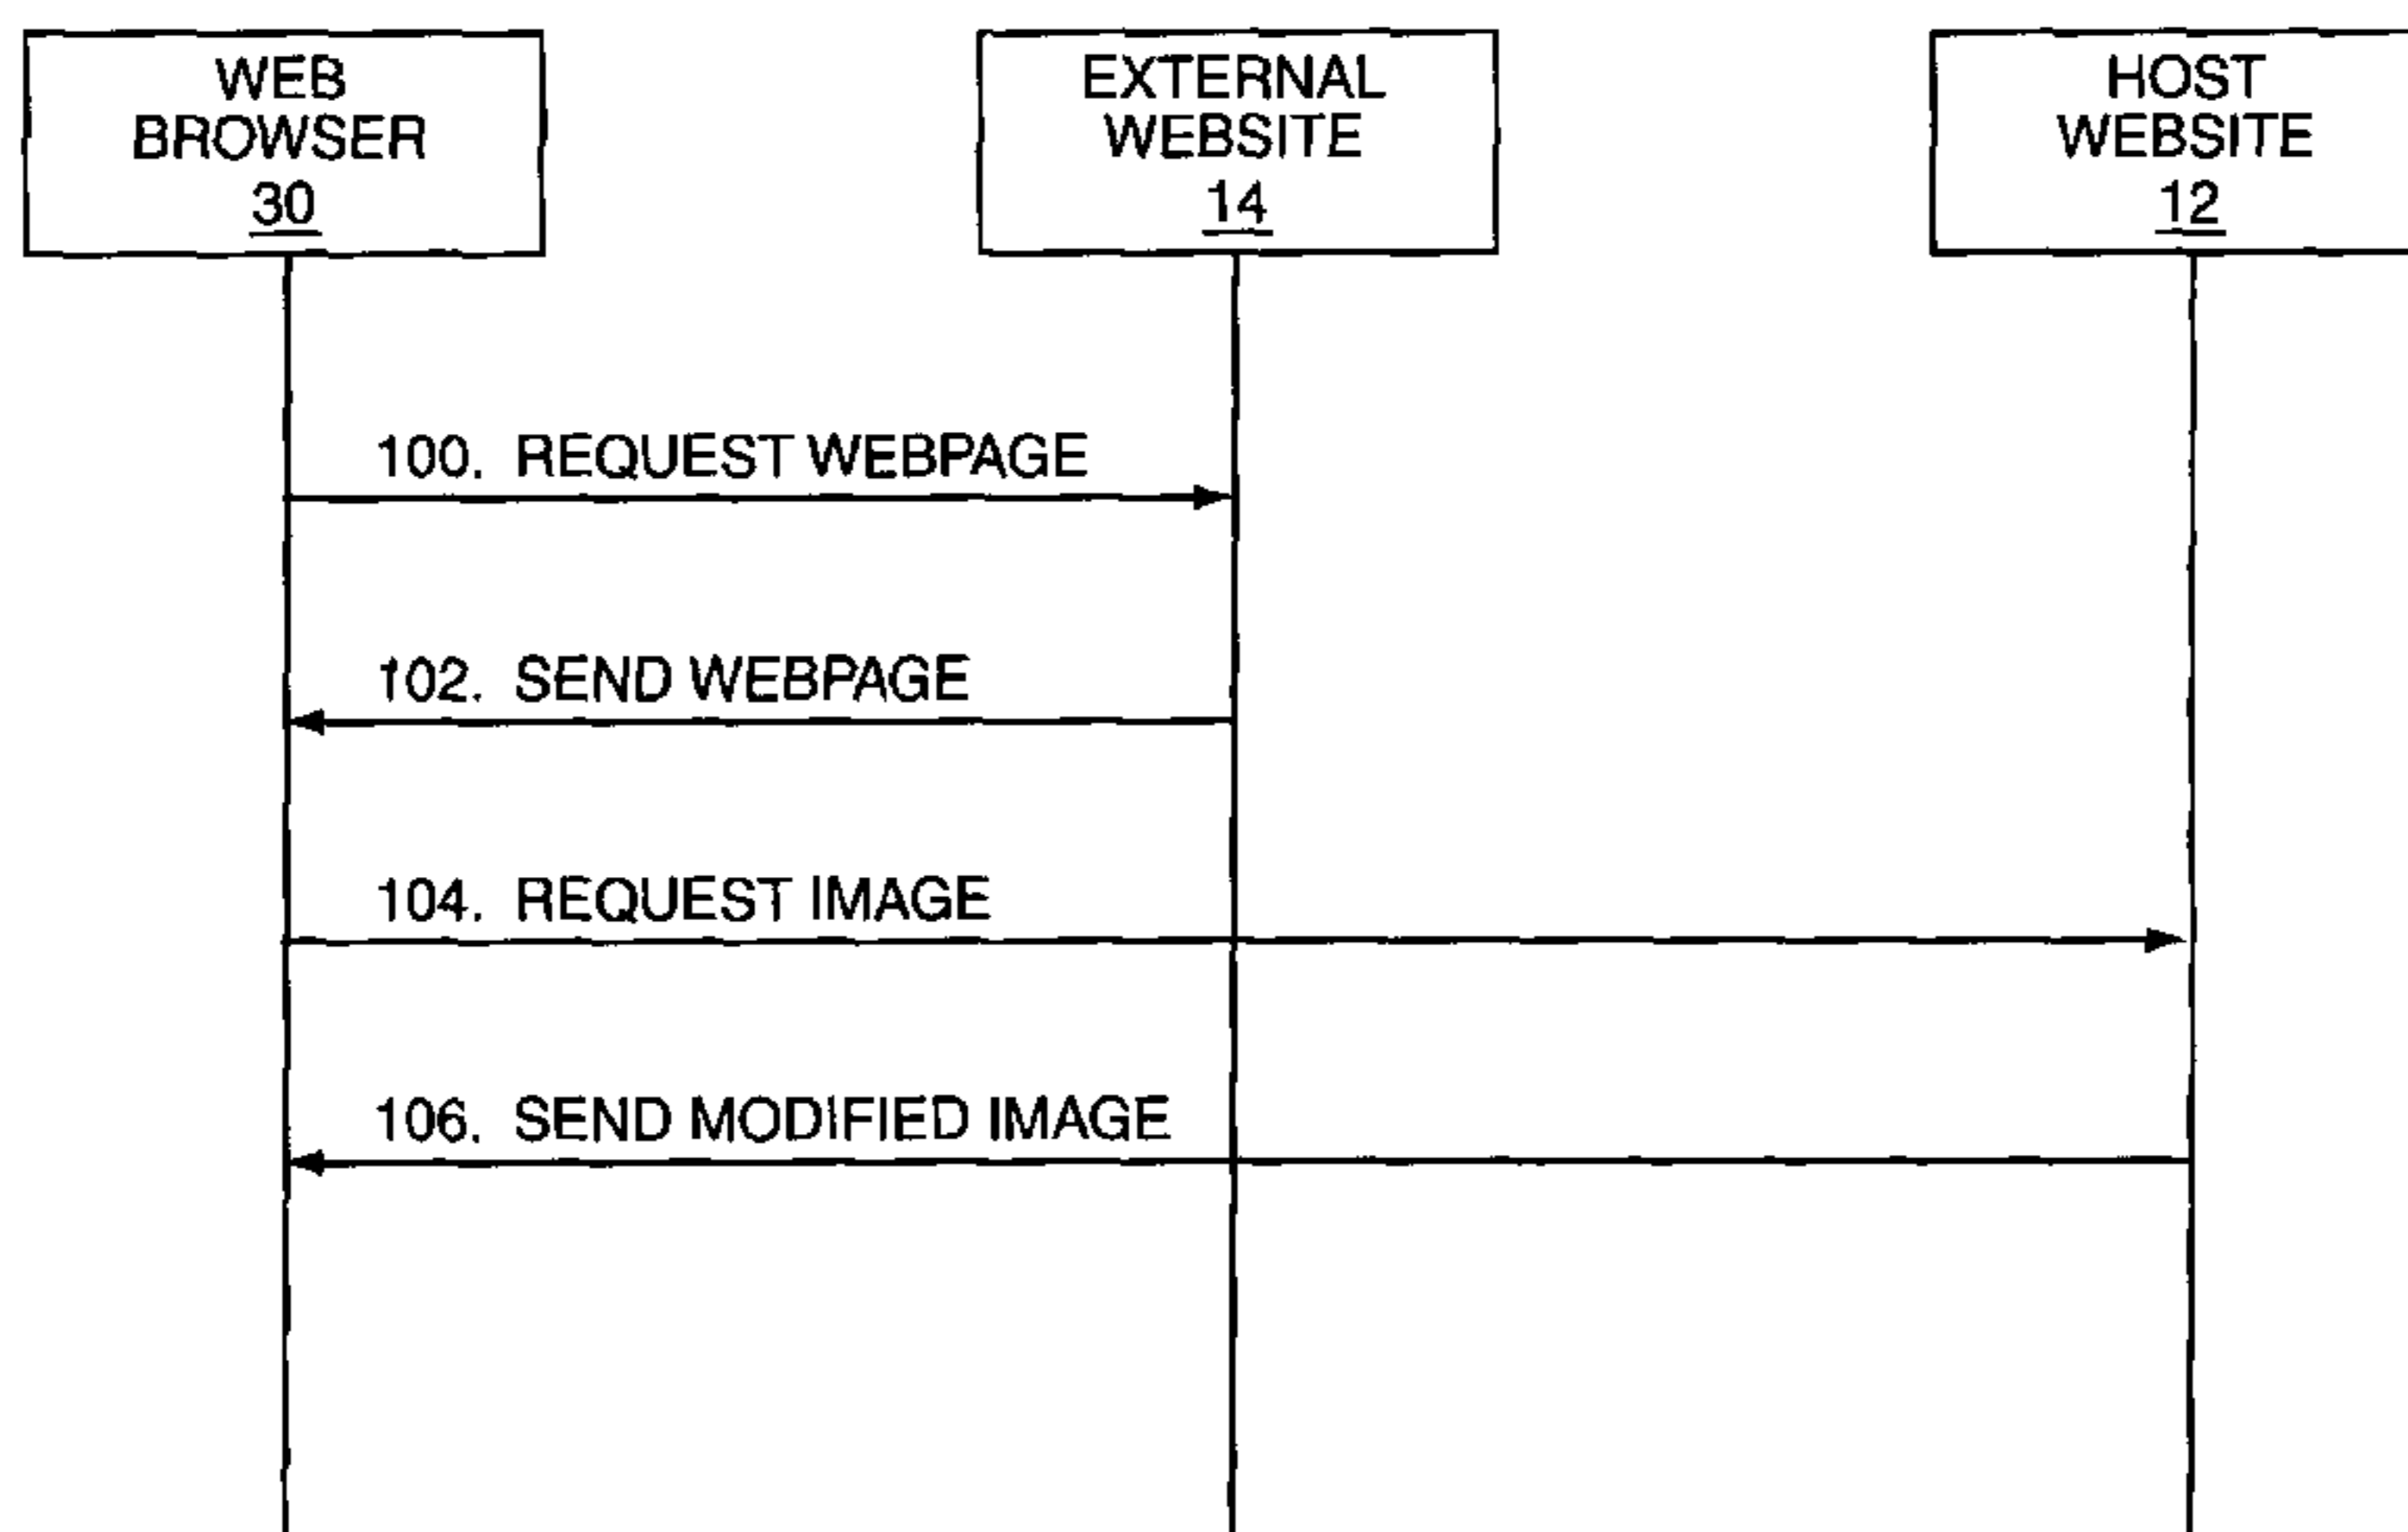 WEB
BROWSER
30
EXTERNAL
WEBSITE
14
HOST
WEBSITE
12
100. REQUEST WEBPAGE
102. SEND WEBPAGE
104. REQUEST IMAGE
106. SEND MODIFIED IMAGE